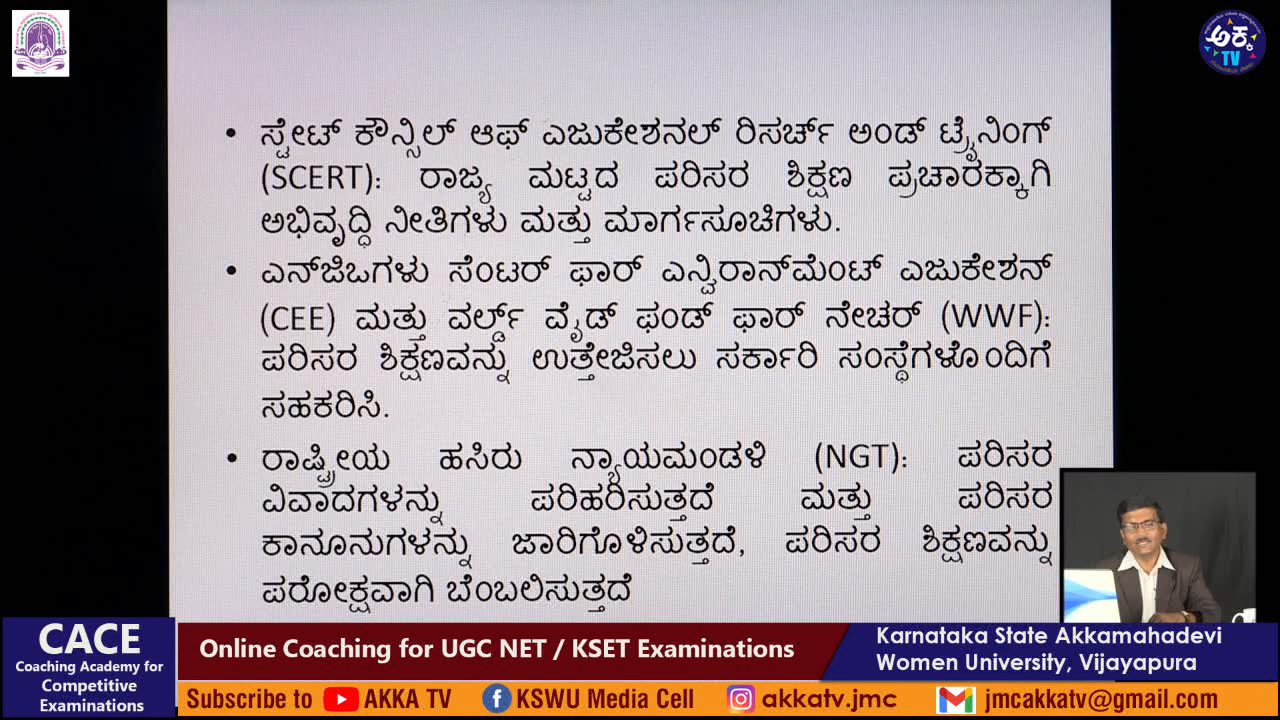 ಅಕ್ಕ
TV
• ಸ್ಟೇಟ್ ಕೌನ್ಸಿಲ್ ಆಫ್ ಎಜುಕೇಶನಲ್ ರಿಸರ್ಚ್ ಅಂಡ್ ಟ್ರೈನಿಂಗ್
(SCERT): ರಾಜ್ಯ ಮಟ್ಟದ ಪರಿಸರ ಶಿಕ್ಷಣ ಪ್ರಚಾರಕ್ಕಾಗಿ
ಅಭಿವೃದ್ಧಿ ನೀತಿಗಳು ಮತ್ತು ಮಾರ್ಗಸೂಚಿಗಳು.
• ಎನ್‌ಜಿಒಗಳು ಸೆಂಟರ್ ಫಾರ್ ಎನ್ವಿರಾನ್‌ಮೆಂಟ್ ಎಜುಕೇಶನ್
(CEE) ಮತ್ತು ವರ್ಲ್ಡ್ ವೈಡ್ ಫಂಡ್ ಫಾರ್ ನೇಚರ್ (WWF):
ಪರಿಸರ ಶಿಕ್ಷಣವನ್ನು ಉತ್ತೇಜಿಸಲು ಸರ್ಕಾರಿ ಸಂಸ್ಥೆಗಳೊಂದಿಗೆ
ಸಹಕರಿಸಿ.
• ರಾಷ್ಟ್ರೀಯ ಹಸಿರು ನ್ಯಾಯಮಂಡಳಿ (NGT): ಪರಿಸರ
ವಿವಾದಗಳನ್ನು ಪರಿಹರಿಸುತ್ತದೆ ಮತ್ತು ಪರಿಸರ
ಕಾನೂನುಗಳನ್ನು ಜಾರಿಗೊಳಿಸುತ್ತದೆ, ಪರಿಸರ ಶಿಕ್ಷಣವನ್ನು
ಪರೋಕ್ಷವಾಗಿ ಬೆಂಬಲಿಸುತ್ತದೆ
CACE
Coaching Academy for
Competitive
Examinations
Online Coaching for UGC NET / KSET Examinations
Karnataka State Akkamahadevi
Women University, Vijayapura
Subscribe to AKKA TV KSWU Media Cell akkatv.jmc jmcakkatv@gmail.com